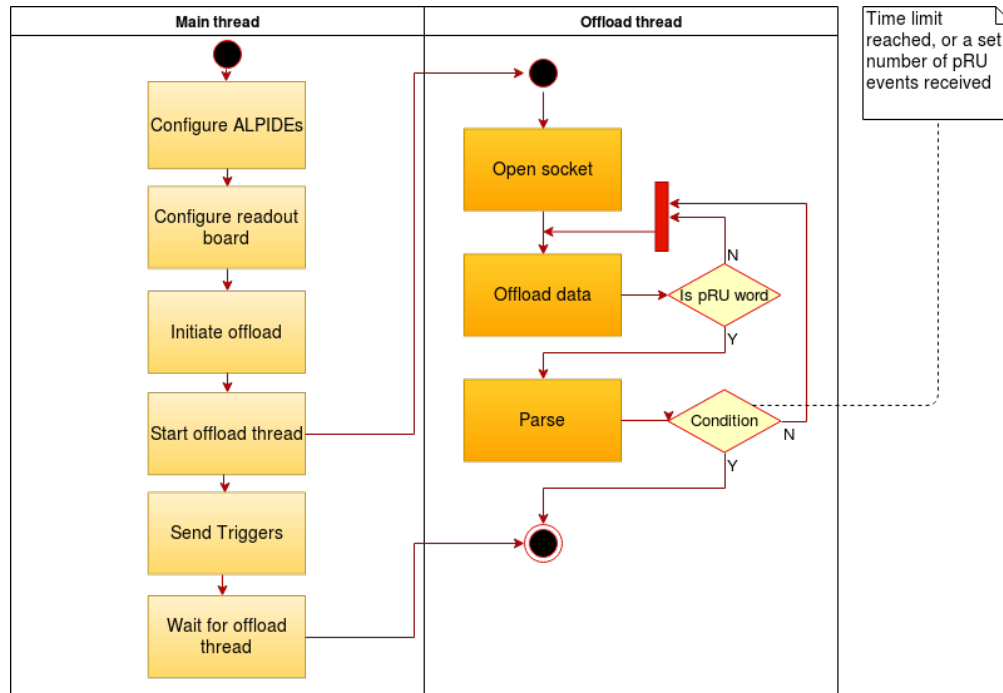 Main thread
Offload thread
Time limit
reached, or a set
number of pRU
events received
Configure ALPIDEs
Open socket
Configure readout
board
N
Offload data
Is pRU word
Initiate offload
Y
Start offload thread
Parse
Condition
N
Y
Send Triggers
Wait for offload
thread